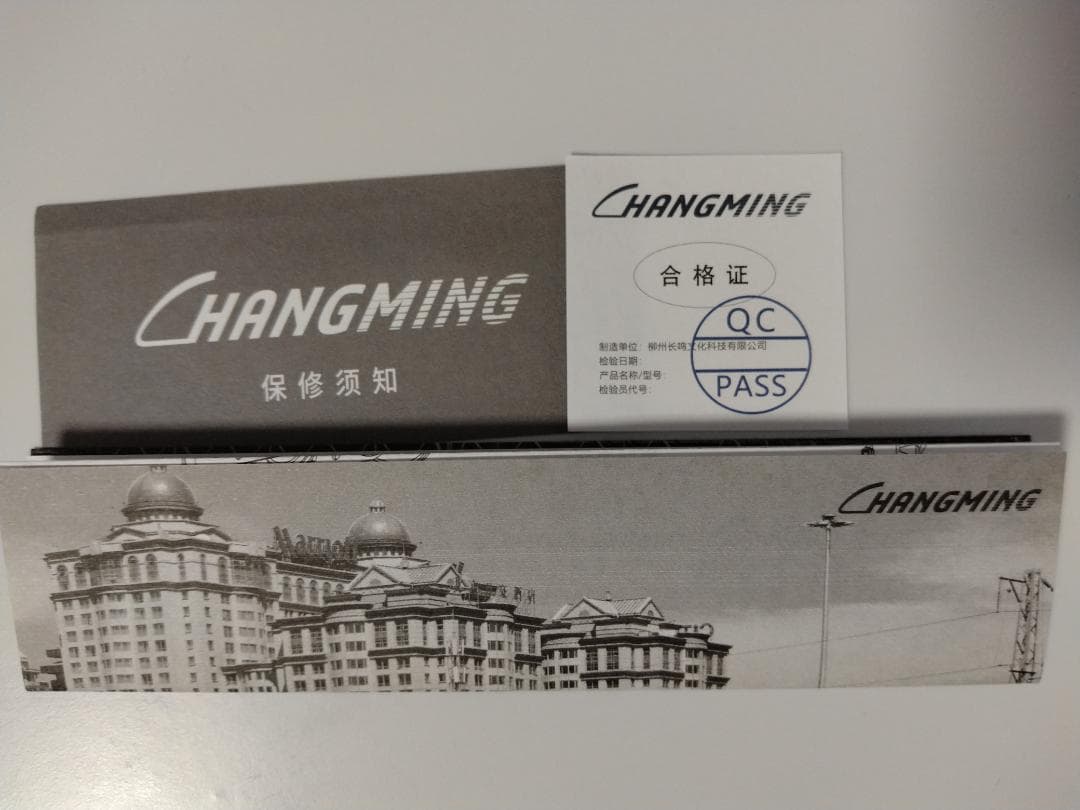 CHANGMING
保修须知
CHANGMING
合格证
QC
PASS
制造单位：柳州长鸣文化科技有限公司
检验日期：
产品名称/型号：
检验员代号：
CHANGMING
Marriott